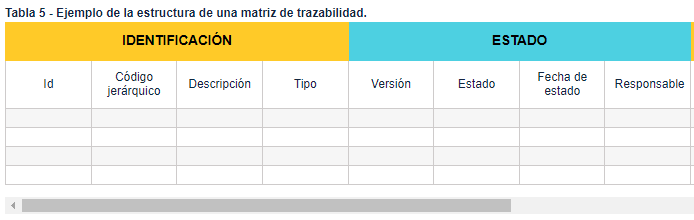 Tabla 5 - Ejemplo de la estructura de una matriz de trazabilidad.
IDENTIFICACIÓN ESTADO
Id Código jerárquico Descripción Tipo Versión Estado Fecha de estado Responsable